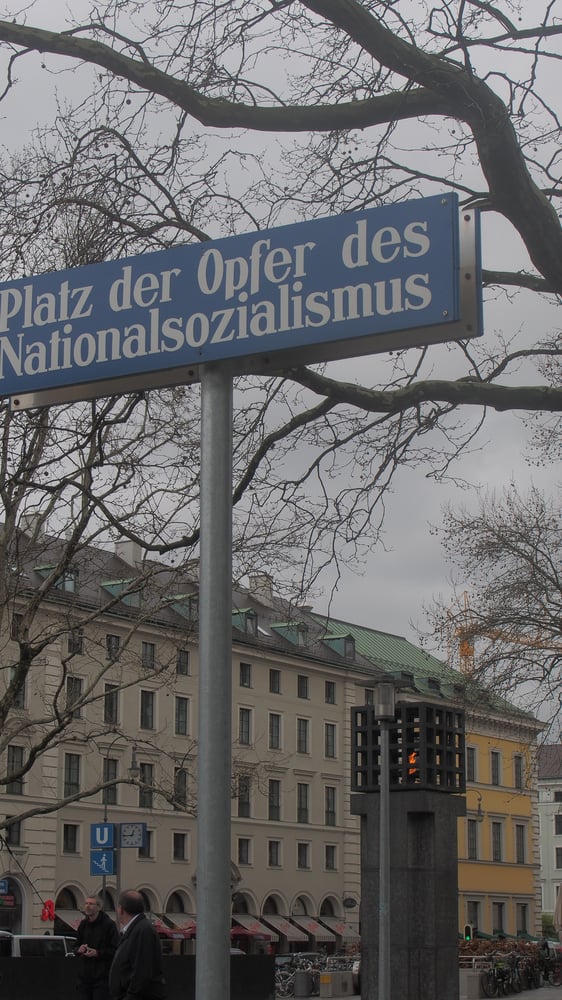 Platz der Opfer des
Nationalsozialismus
U